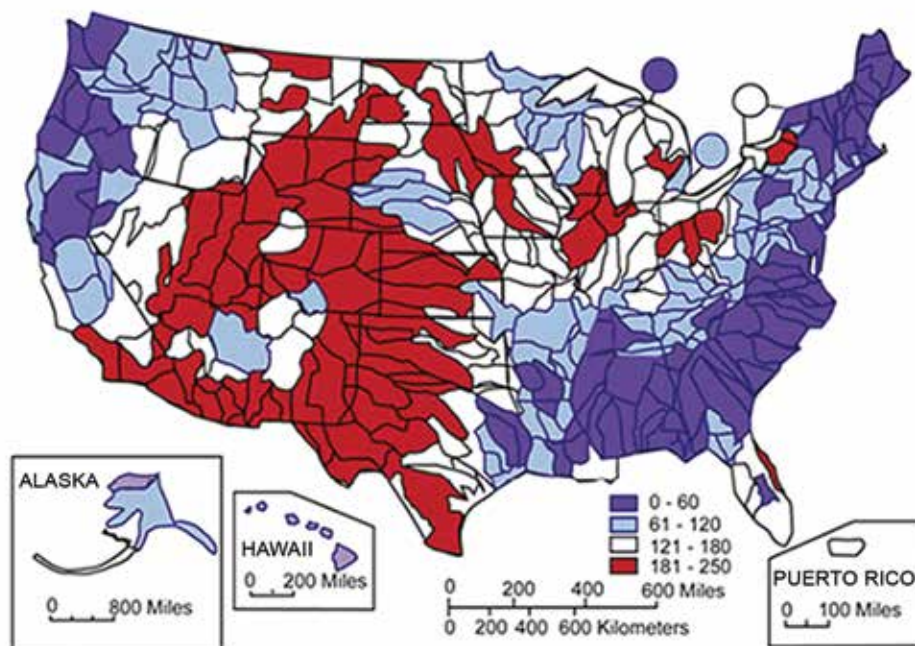 ALASKA
0 800 Miles
HAWAII
0 200 Miles
0 - 60
61 - 120
121 - 180
181 - 250
0 200 400 600 Miles
0 200 400 600 Kilometers
PUERTO RICO
0 100 Miles